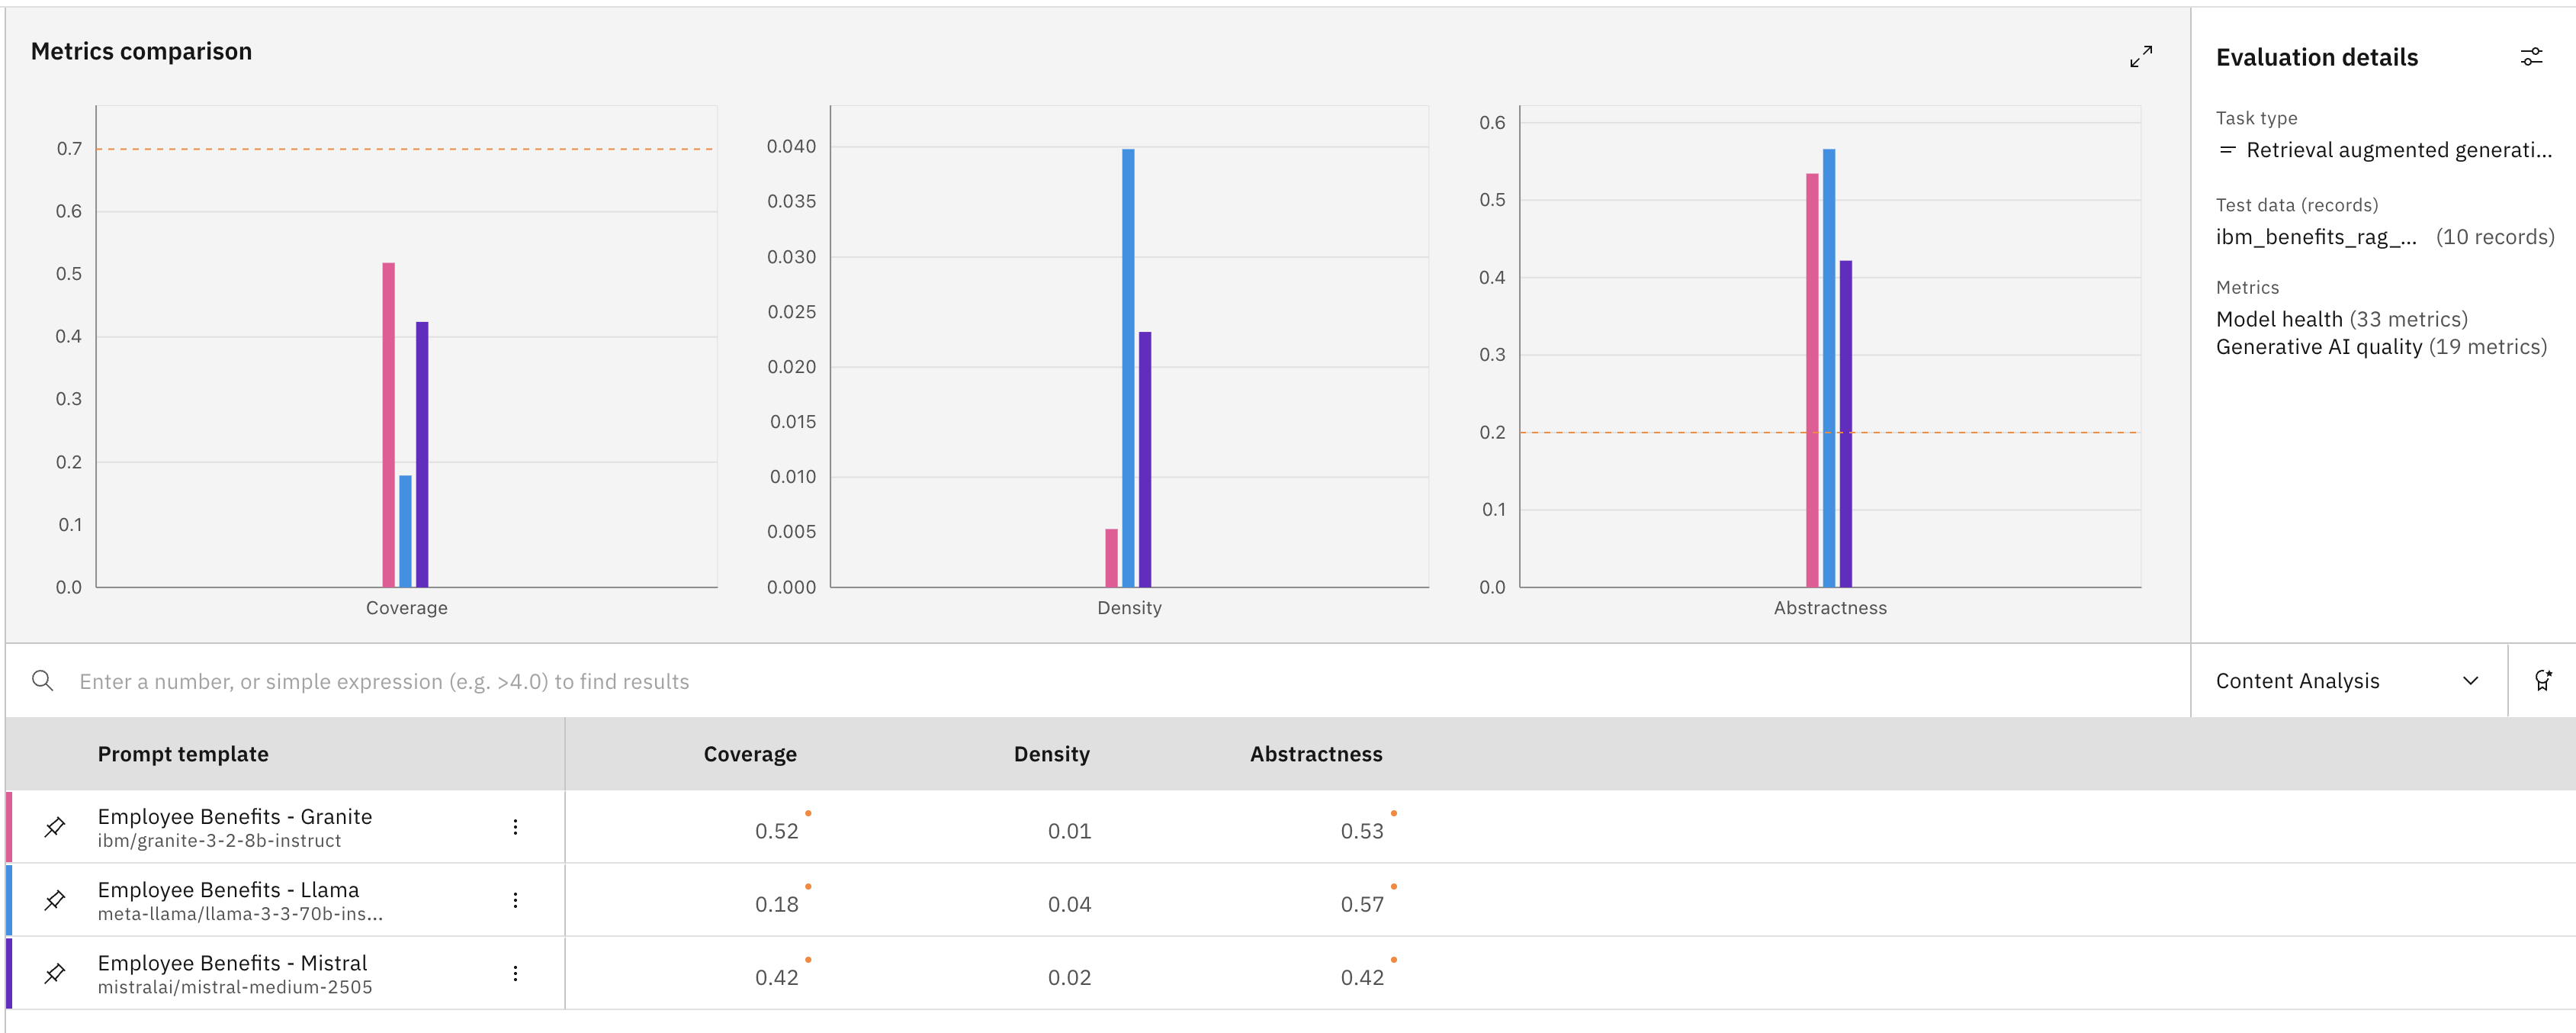 Metrics comparison
0.7
0.6
0.5
0.4
0.3
0.2
0.1
0.0
Coverage
0.040
0.035
0.030
0.025
0.020
0.015
0.010
0.005
0.000
Density
0.6
0.5
0.4
0.3
0.2
0.1
0.0
Abstractness
Evaluation details
Task type
Retrieval augmented generati...
Test data (records)
ibm_benefits_rag_... (10 records)
Metrics
Model health (33 metrics)
Generative AI quality (19 metrics)
Enter a number, or simple expression (e.g. >4.0) to find results
Content Analysis
Prompt template Coverage Density Abstractness
Employee Benefits - Granite
ibm/granite-3-2-8b-instruct
0.52 0.01 0.53
Employee Benefits - Llama
meta-llama/llama-3-3-70b-ins...
0.18 0.04 0.57
Employee Benefits - Mistral
mistralai/mistral-medium-2505
0.42 0.02 0.42